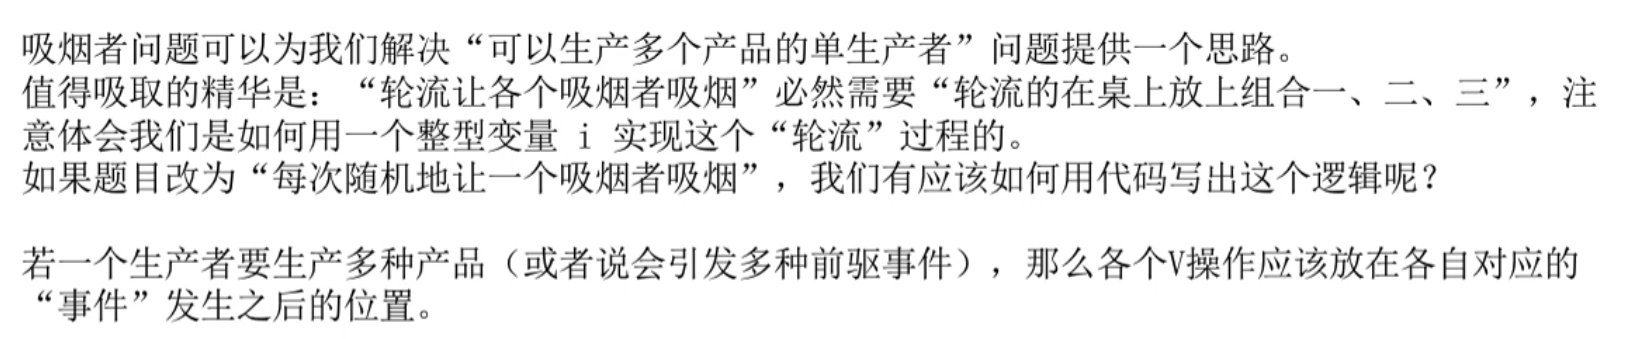 吸烟者问题可以为我们解决“可以生产多个产品的单生产者”问题提供一个思路。
值得吸取的精华是：“轮流让各个吸烟者吸烟”必然需要“轮流的在桌上放上组合一、二、三”，注
意体会我们是如何用一个整型变量 i 实现这个“轮流”过程的。
如果题目改为“每次随机地让一个吸烟者吸烟”，我们有应该如何用代码写出这个逻辑呢？
若一个生产者要生产多种产品（或者说会引发多种前驱事件），那么各个V操作应该放在各自对应的
“事件”发生之后的位置。